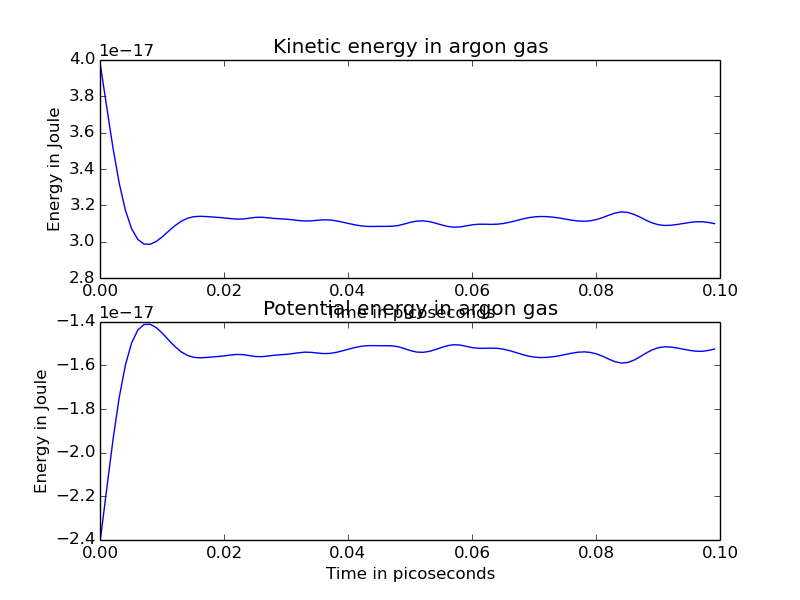 Kinetic energy in argon gas
1e−17
4.0
3.8
3.6
3.4
3.2
3.0
2.8
Energy in Joule
0.00 0.02 0.04 0.06 0.08 0.10
Time in picoseconds
Potential energy in argon gas
1e−17
−1.4
−1.6
−1.8
−2.0
−2.2
−2.4
Energy in Joule
0.00 0.02 0.04 0.06 0.08 0.10
Time in picoseconds